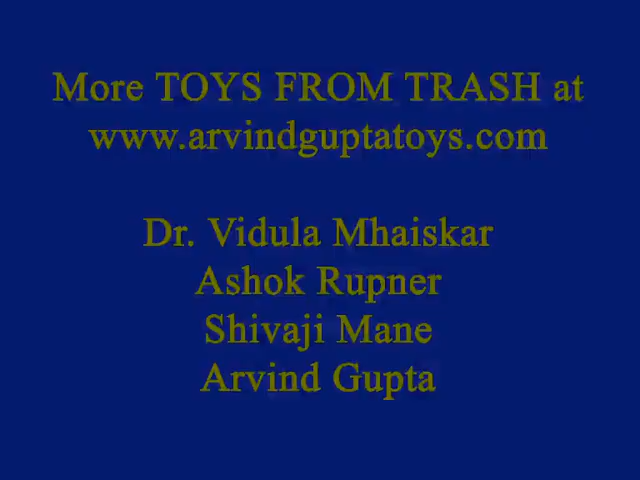 More TOYS FROM TRASH at
www.arvindguptatoys.com
Dr. Vidula Mhaiskar
Ashok Rupner
Shivaji Mane
Arvind Gupta